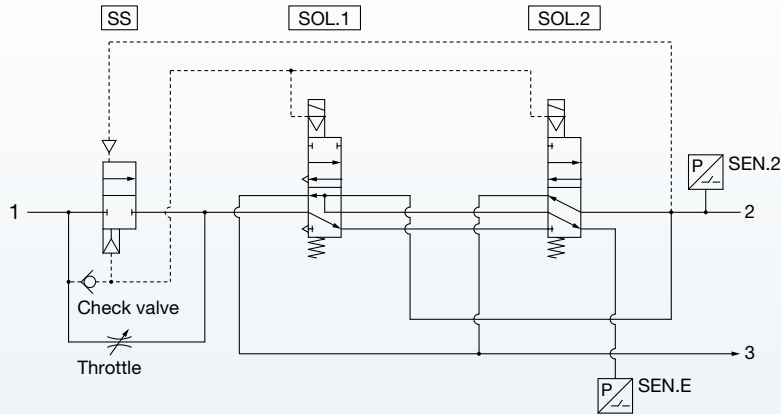 SS
SOL.1
SOL.2
P
SEN.2
1
2
Check valve
Throttle
3
P
SEN.E